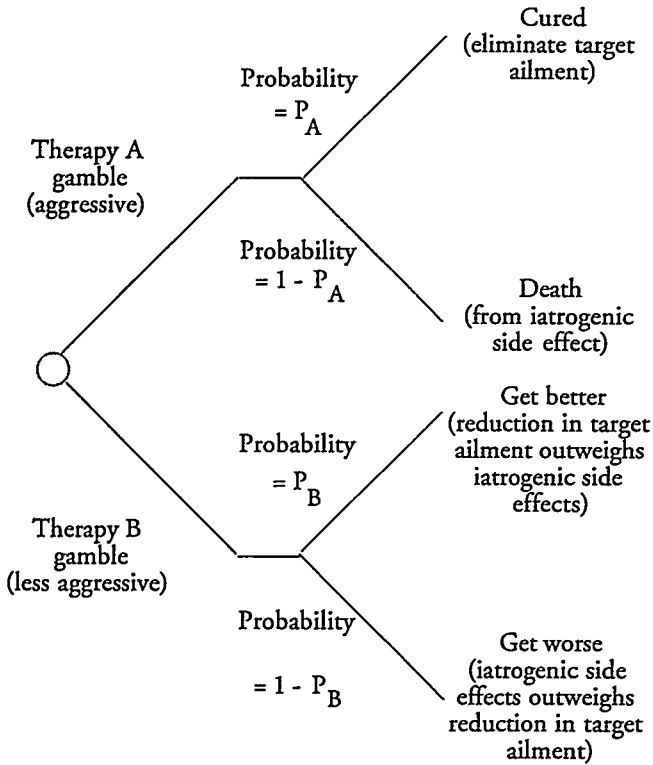 Cured
(eliminate target
ailment)
Probability
= P_A
Therapy A
gamble
(aggressive)
Probability
= 1 - P_A
Death
(from iatrogenic
side effect)
Get better
(reduction in target
ailment outweighs
iatrogenic side
effects)
Probability
= P_B
Therapy B
gamble
(less aggressive)
Probability
= 1 - P_B
Get worse
(iatrogenic side
effects outweighs
reduction in target
ailment)